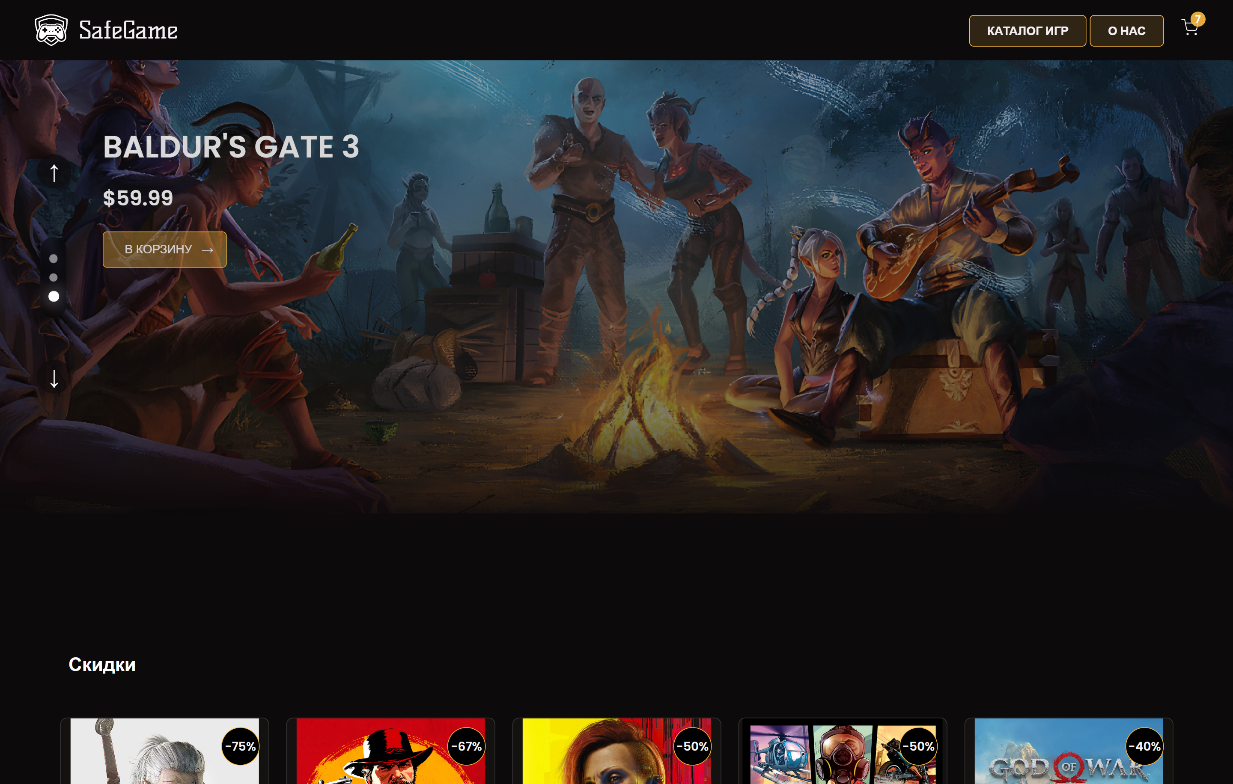 SafeGame
КАТАЛОГ ИГР
О НАС
7
BALDUR'S GATE 3
$59.99
В КОРЗИНУ →
Скидки
-75%
-67%
-50%
-50%
-40%
GOD OF WAR